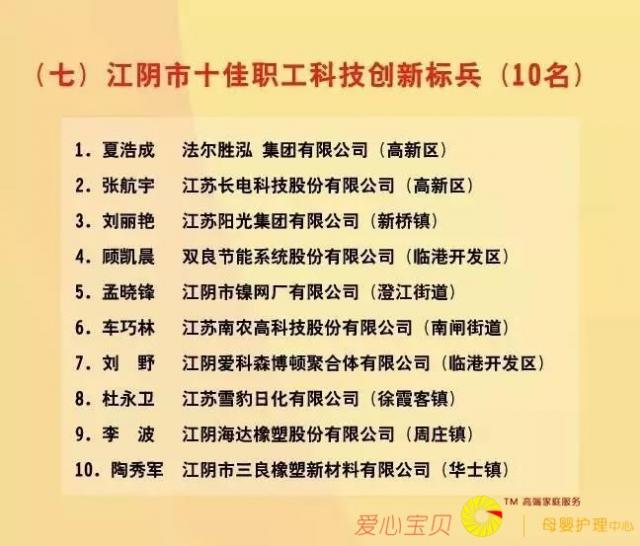 （七）江阴市十佳职工科技创新标兵（10名）
1. 夏浩成 法尔胜泓 集团有限公司（高新区）
2. 张航宇 江苏长电科技股份有限公司（高新区）
3. 刘丽艳 江苏阳光集团有限公司（新桥镇）
4. 顾凯晨 双良节能系统股份有限公司（临港开发区）
5. 孟晓锋 江阴市镍网厂有限公司（澄江街道）
6. 车巧林 江苏南农高科技股份有限公司（南闸街道）
7. 刘 野 江阴爱科森博顿聚合体有限公司（临港开发区）
8. 杜永卫 江苏雪豹日化有限公司（徐霞客镇）
9. 李 波 江阴海达橡塑股份有限公司（周庄镇）
10. 陶秀军 江阴市三良橡塑新材料有限公司（华士镇）
TM 高端家庭服务
爱心宝贝 母婴护理中心